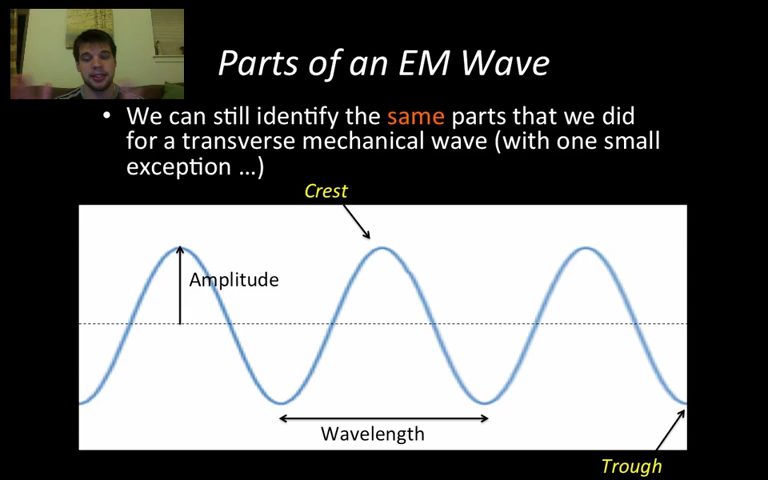 Parts of an EM Wave
• We can still identify the same parts that we did
for a transverse mechanical wave (with one small
exception …)
Crest
Amplitude
Wavelength
Trough